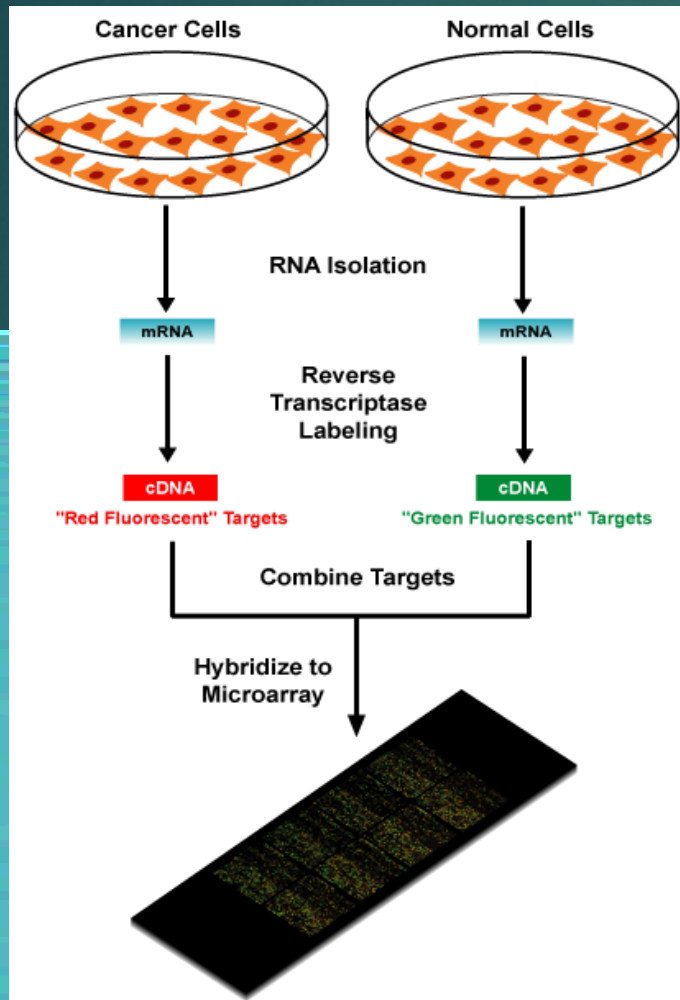 Cancer Cells
Normal Cells
RNA Isolation
mRNA
mRNA
Reverse
Transcriptase
Labeling
cDNA
cDNA
"Red Fluorescent" Targets
"Green Fluorescent" Targets
Combine Targets
Hybridize to
Microarray